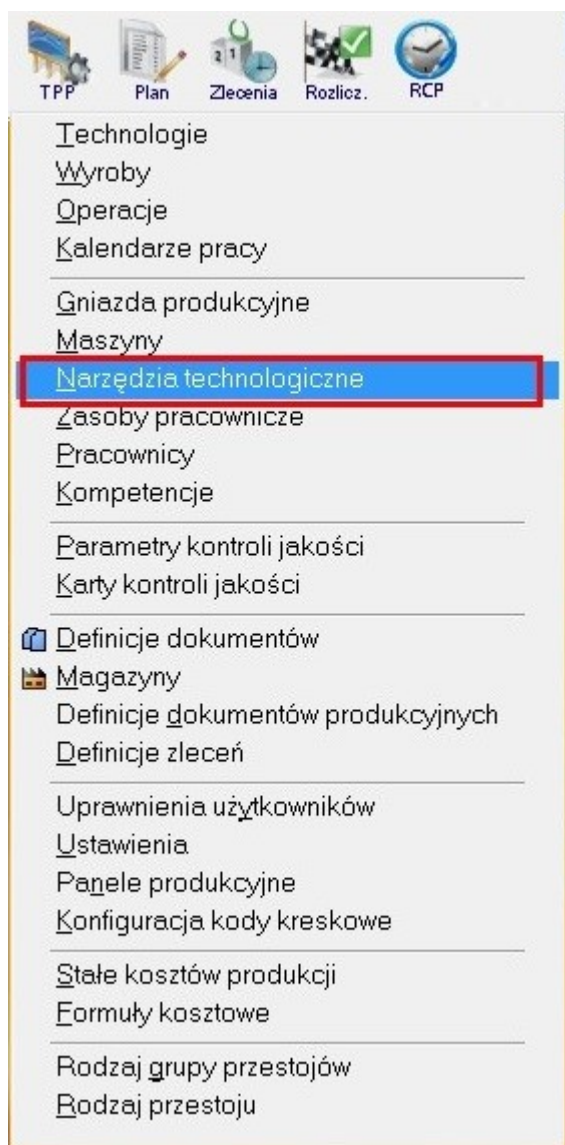 TPP Plan Zlecenia Rozlicz. RCP
Technologie
Wyroby
Operacje
Kalendarze pracy
Gniazda produkcyjne
Maszyny
Narzędzia technologiczne
Zasoby pracownicze
Pracownicy
Kompetencje
Parametry kontroli jakości
Karty kontroli jakości
Definicje dokumentów
Magazyny
Definicje dokumentów produkcyjnych
Definicje zleceń
Uprawnienia użytkowników
Ustawienia
Panele produkcyjne
Konfiguracja kody kreskowe
Stałe kosztów produkcji
Formuły kosztowe
Rodzaj grupy przestojów
Rodzaj przestoju